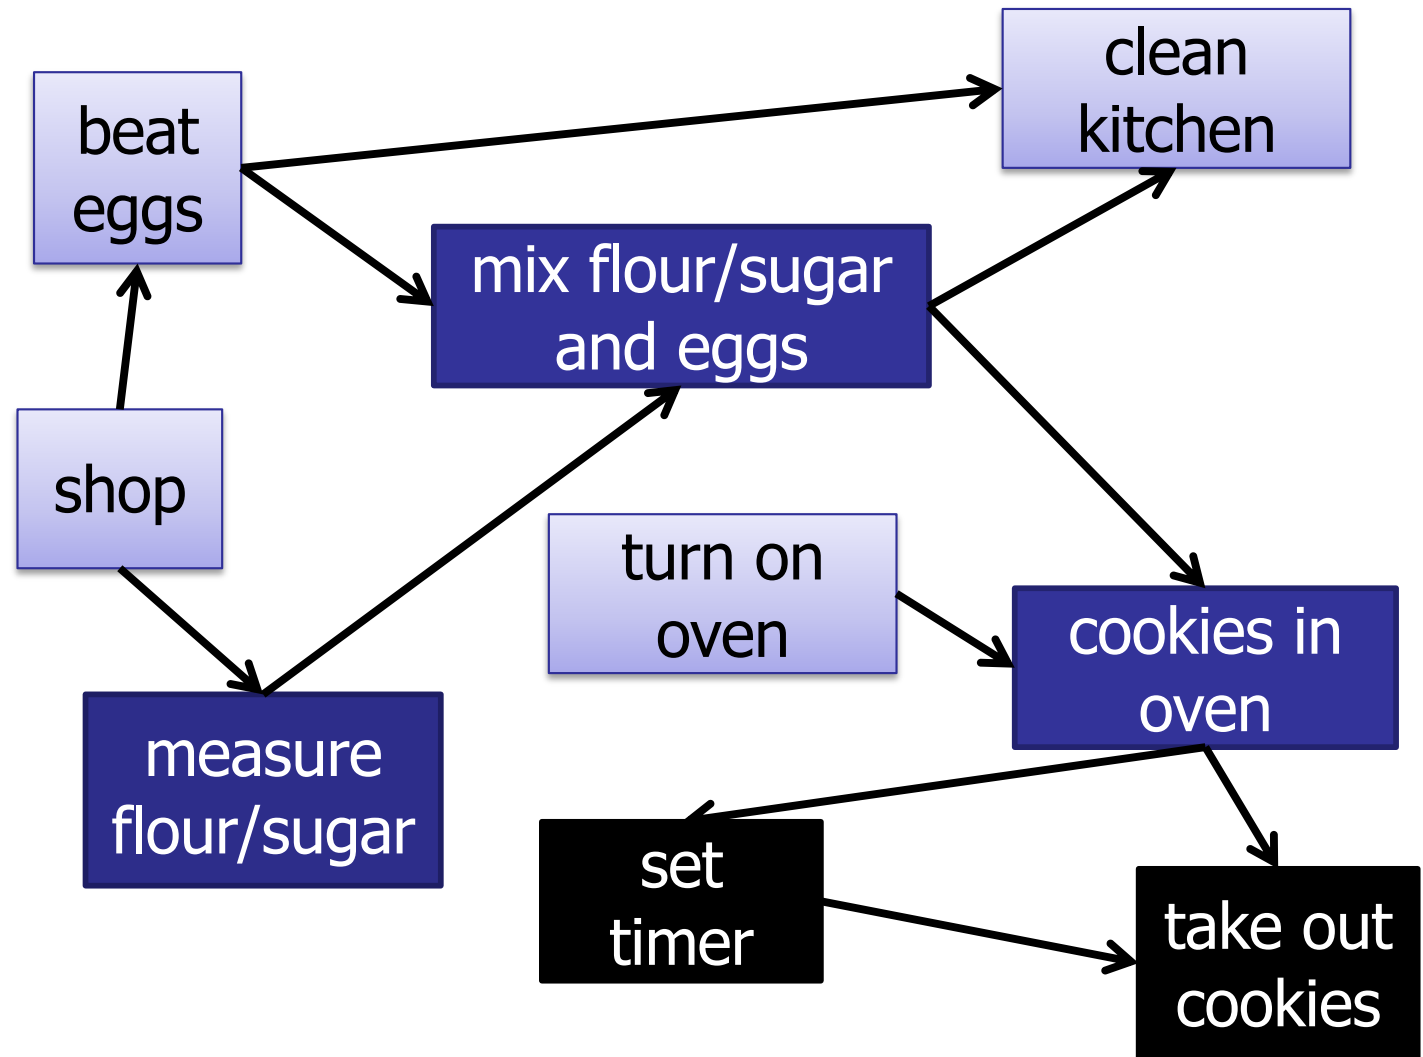 clean
kitchen
beat
eggs
mix flour/sugar
and eggs
shop
turn on
oven
cookies in
oven
measure
flour/sugar
set
timer
take out
cookies